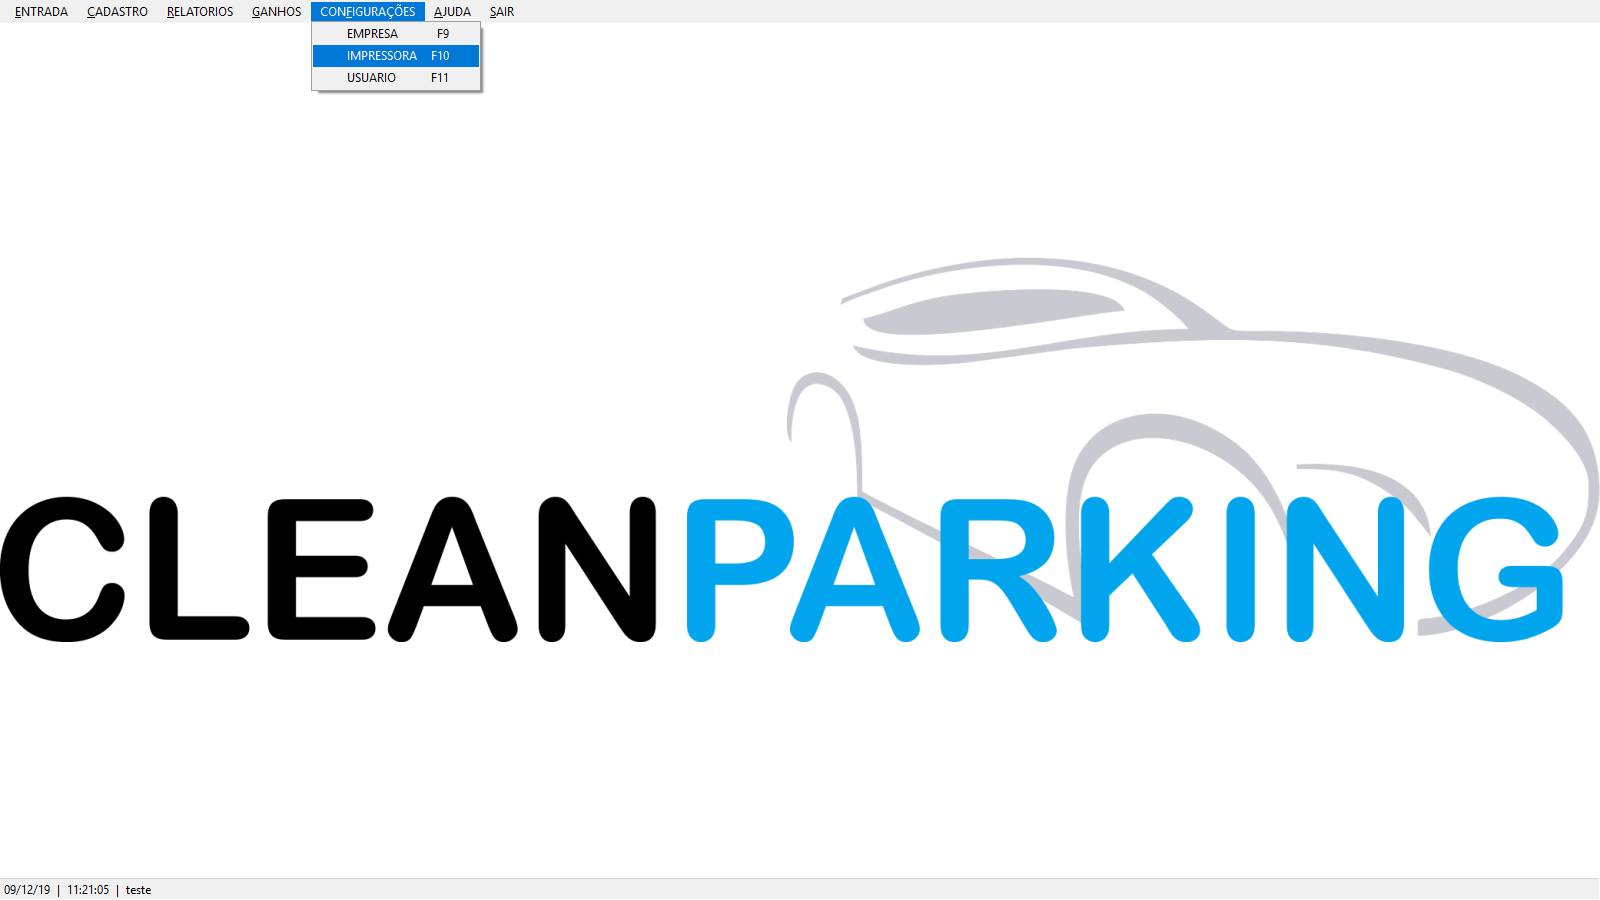 ENTRADA CADASTRO RELATORIOS GANHOS CONFIGURAÇÕES AJUDA SAIR
EMPRESA F9
IMPRESSORA F10
USUARIO F11
CLEANPARKING
09/12/19 | 11:21:05 | teste